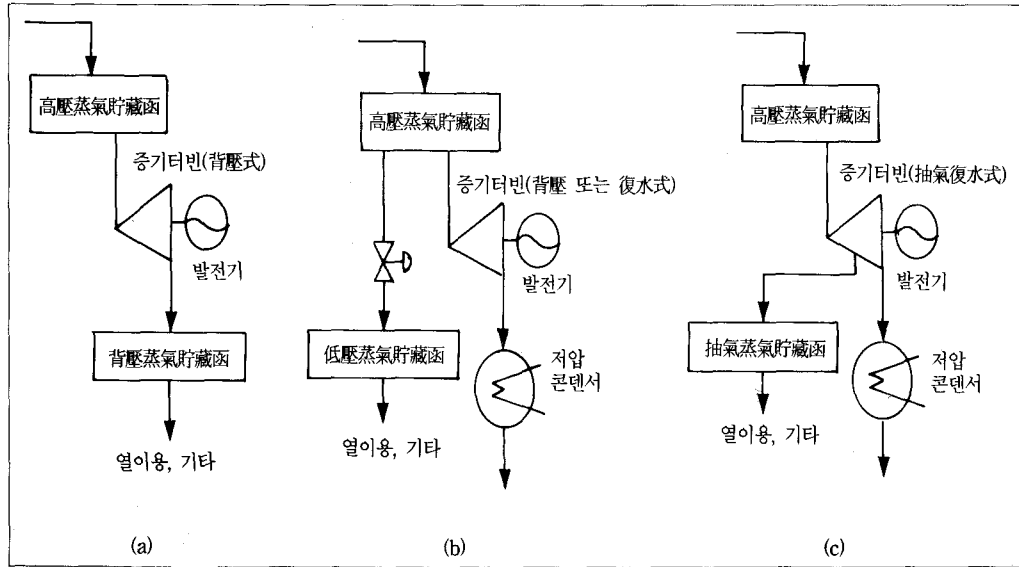 高壓蒸氣貯藏函
증기터빈(背壓式)
발전기
背壓蒸氣貯藏函
열이용, 기타
(a)
高壓蒸氣貯藏函
증기터빈(背壓 또는 復水式)
발전기
低壓蒸氣貯藏函
저압
콘덴서
열이용, 기타
(b)
高壓蒸氣貯藏函
증기터빈(抽氣復水式)
발전기
抽氣蒸氣貯藏函
저압
콘덴서
열이용, 기타
(c)